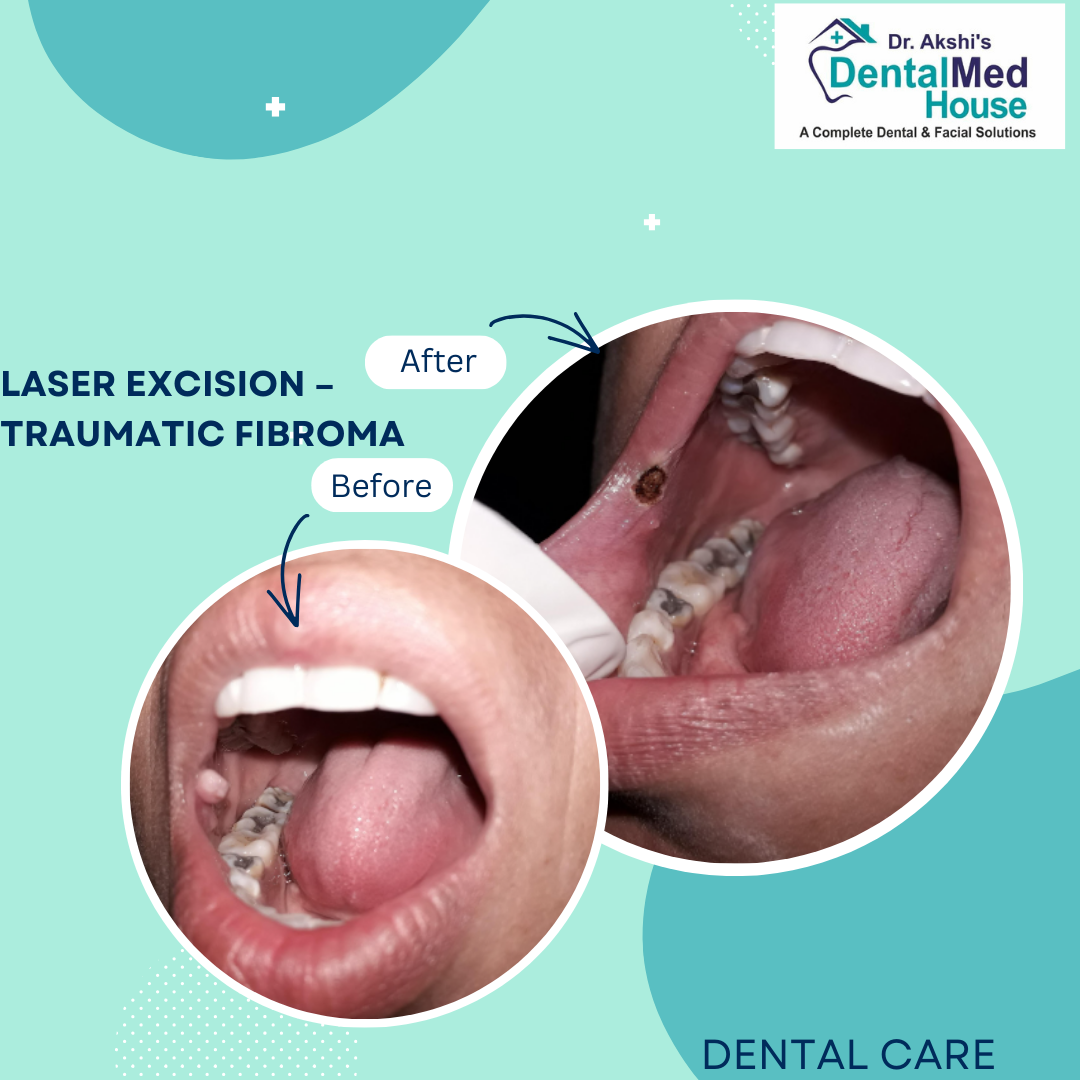 Dr. Akshi's
DentalMed
House
A Complete Dental & Facial Solutions
After
LASER EXCISION –
TRAUMATIC FIBROMA
Before
DENTAL CARE